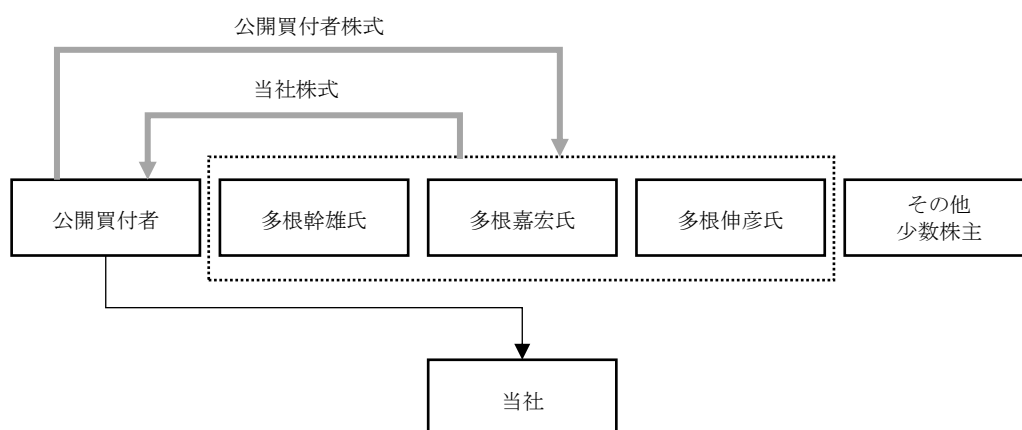 公開買付者株式
当社株式
公開買付者
多根幹雄氏
多根嘉宏氏
多根伸彦氏
その他
少数株主
当社